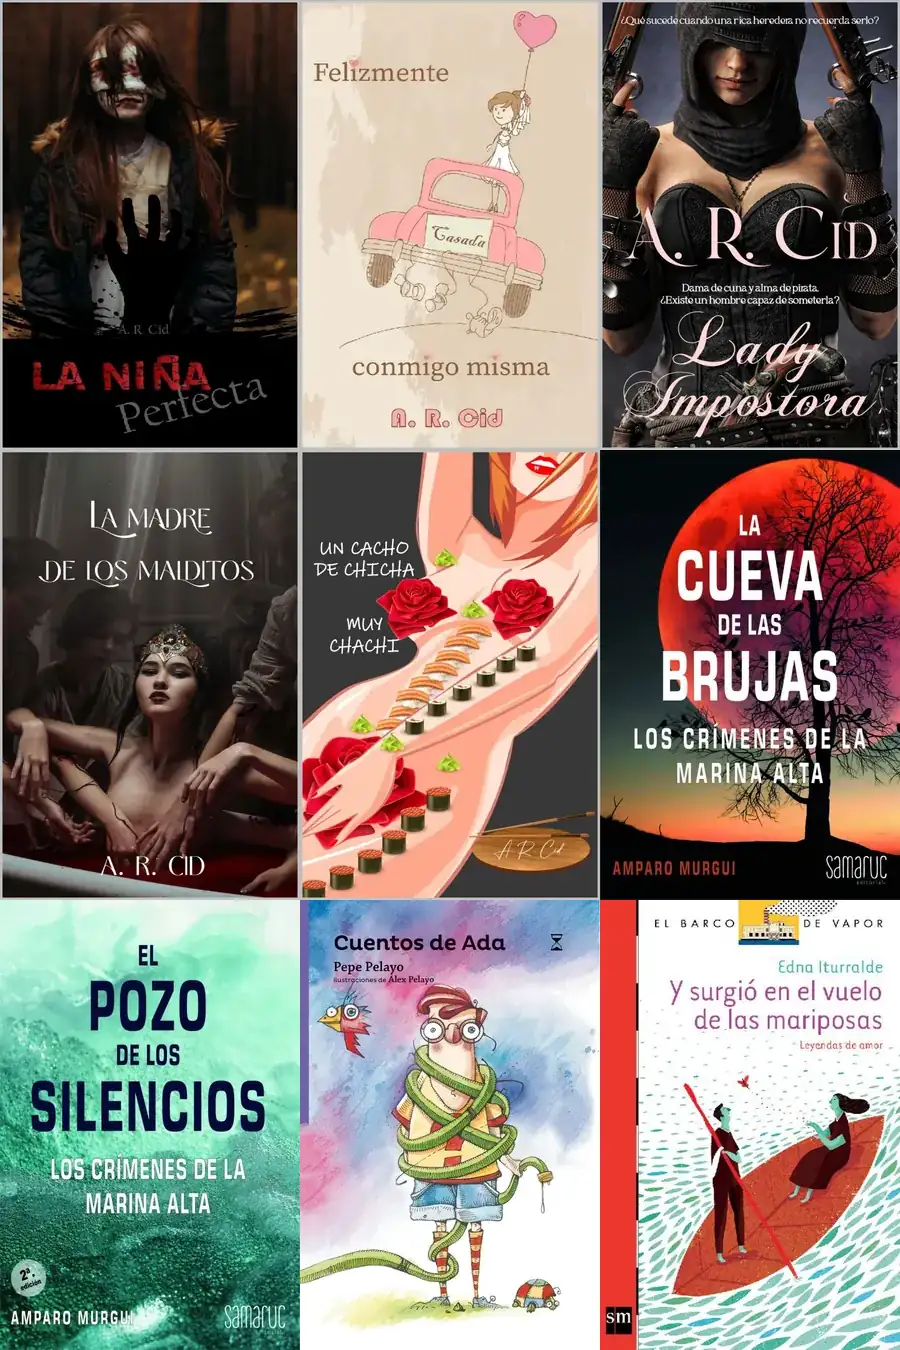 A. R. Cid
LA NIÑA
Perfecta
Felizmente
Casada
conmigo misma
A. R. Cid
¿Qué sucede cuando una rica heredera no recuerda serlo?
A. R. CID
Dama de cuna y alma de pirata.
¿Existe un hombre capaz de someterla?
Lady
Impostora
LA MADRE
DE LOS MALDITOS
A. R. CID
UN CACHO
DE CHICHA
MUY
CHACHI
A R Cid
LA
CUEVA
DE LAS
BRUJAS
LOS CRÍMENES DE LA
MARINA ALTA
AMPARO MURGUI
samaruc
editorial
EL
POZO
DE LOS
SILENCIOS
LOS CRÍMENES DE LA
MARINA ALTA
2ª.
edición
AMPARO MURGUI
samaruc
Cuentos de Ada
Pepe Pelayo
Ilustraciones de Álex Pelayo
EL BARCO DE VAPOR
Edna Iturralde
Y surgió en el vuelo
de las mariposas
Leyendas de amor
sm